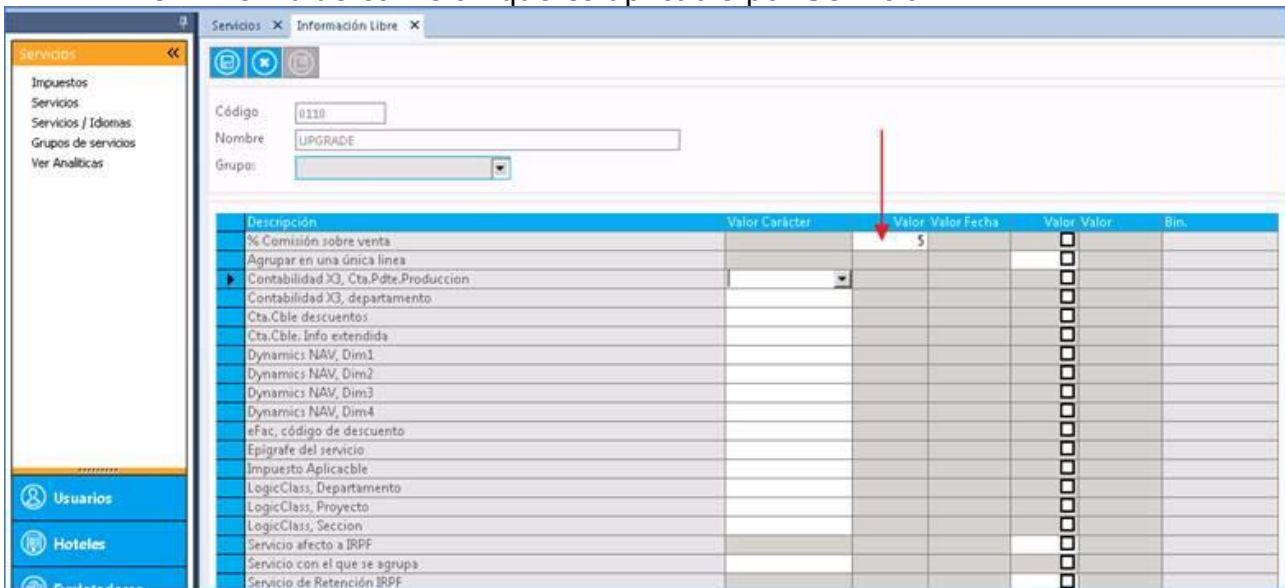 Servicios X Información Libre X
Servicios «
Impuestos
Servicios
Servicios / Idiomas
Grupos de servicios
Ver Analíticas
Usuarios
Hoteles
Código 0110
Nombre UPGRADE
Grupo:
Descripción Valor Carácter Valor Valor Fecha Valor Valor Bin.
% Comisión sobre venta 5
Agrupar en una única linea
Contabilidad X3, Cta.Pdte.Produccion
Contabilidad X3, departamento
Cta.Cble descuentos
Cta.Cble. Info extendida
Dynamics NAV, Dim1
Dynamics NAV, Dim2
Dynamics NAV, Dim3
Dynamics NAV, Dim4
eFac, código de descuento
Epígrafe del servicio
Impuesto Aplicacble
LogicClass, Departamento
LogicClass, Proyecto
LogicClass, Seccion
Servicio afecto a IRPF
Servicio con el que se agrupa
Servicio de Retención IRPF